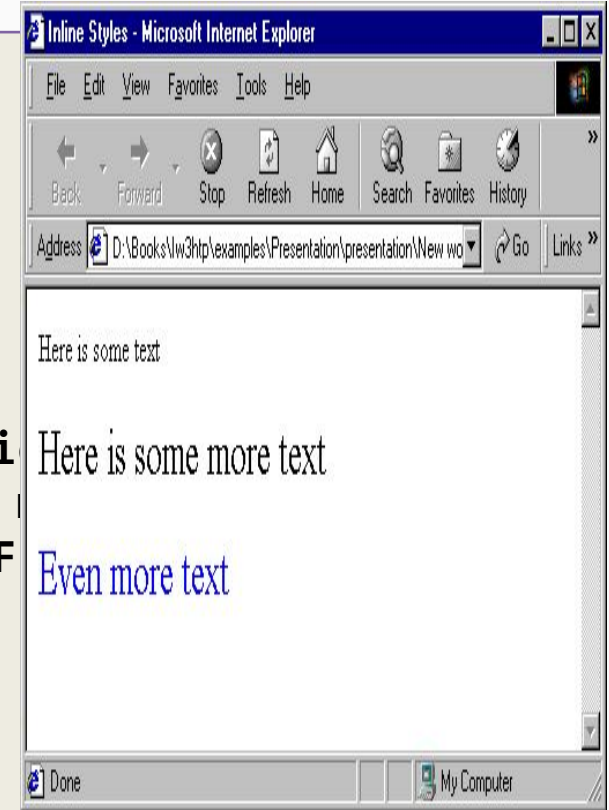 Inline Styles - Microsoft Internet Explorer
File Edit View Favorites Tools Help
Back Forward Stop Refresh Home Search Favorites History »
Address D:\Books\Iw3htp\examples\Presentation\presentation\New wo Go Links »
Here is some text
Here is some more text
Even more text
F
Done My Computer